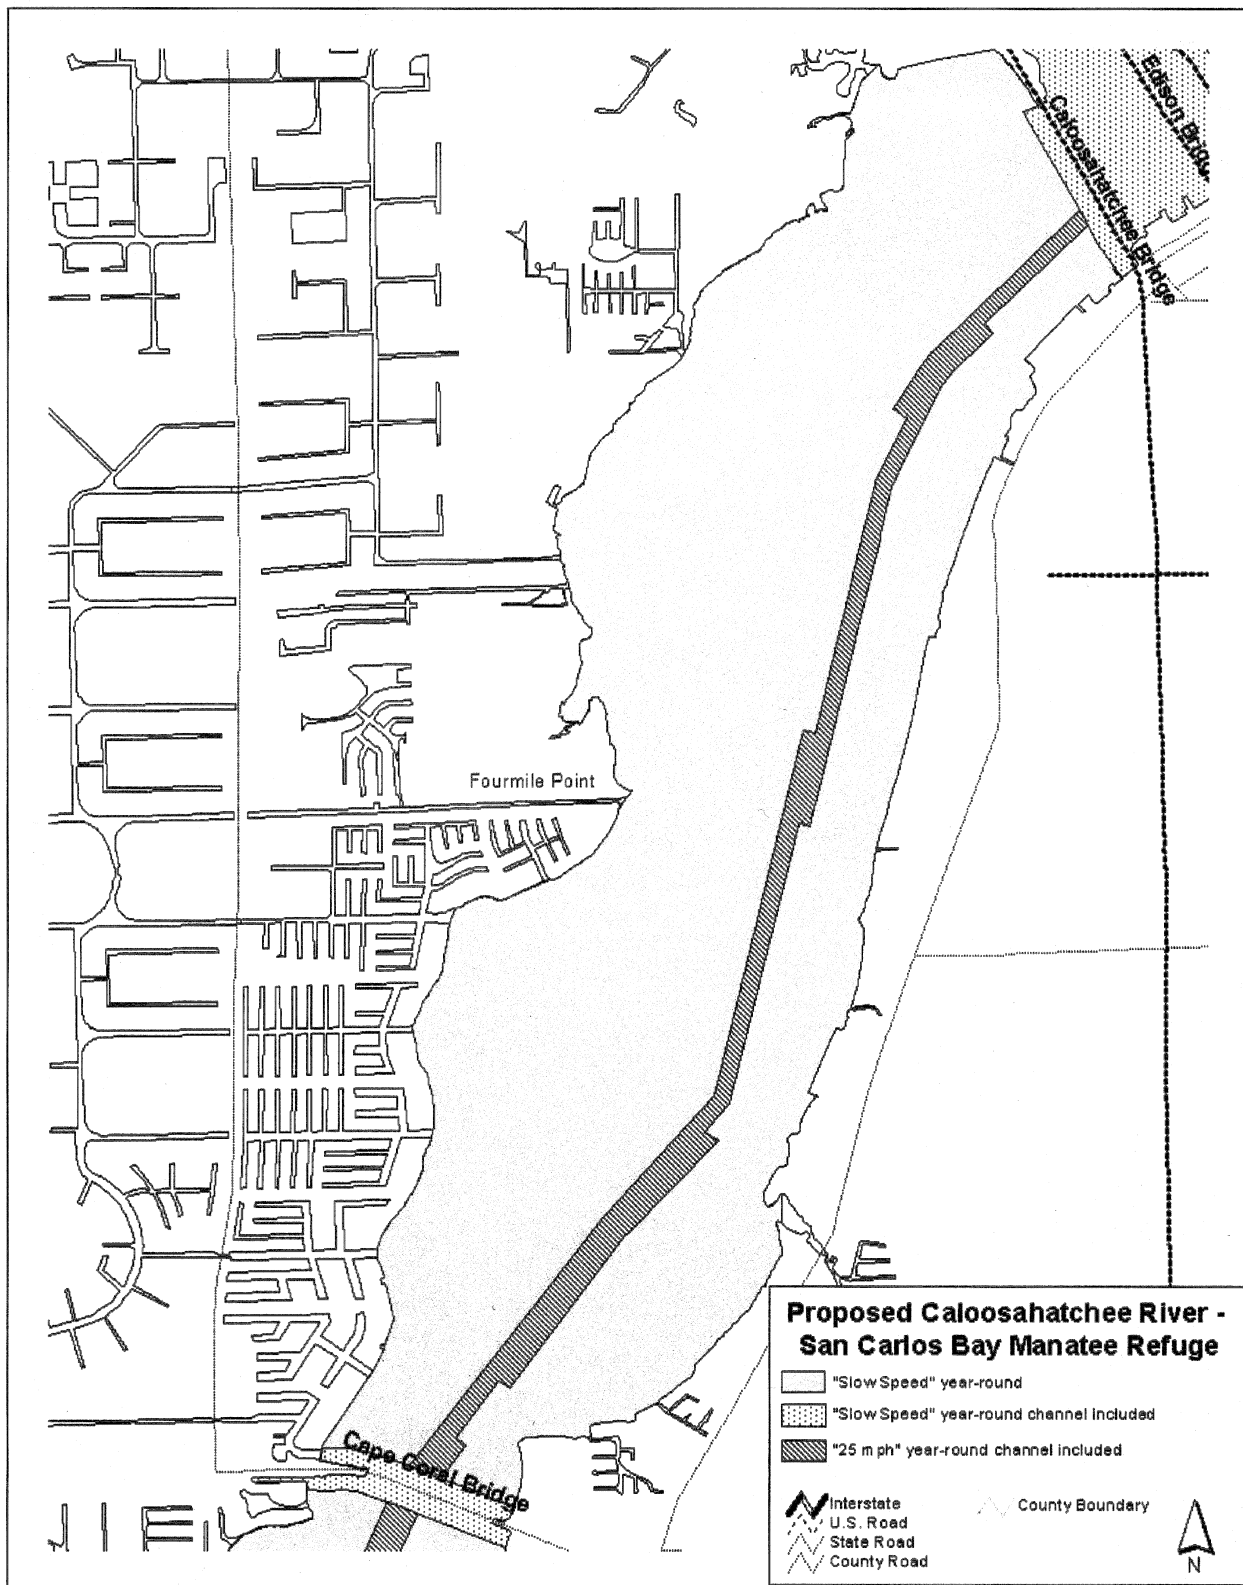 Edison Bridg
Caloosahatchee Bridge
Fourmile Point
Cape Coral Bridge
Proposed Caloosahatchee River -
San Carlos Bay Manatee Refuge
"Slow Speed" year-round
"Slow Speed" year-round channel included
"25 mph" year-round channel included
Interstate
U.S. Road
State Road
County Road
County Boundary
N